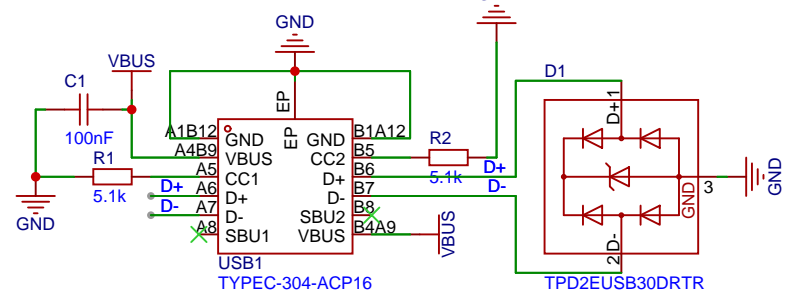 GND
GND
VBUS
D1
C1
EP
D+ 1
100nF
A1B12
EP
B1A12
GND
GND
R2
A4B9
VBUS
CC2
B5
R1
A5
CC1
D+
B6
5.1k
D+
D+
A6
D+
D-
B7
D-
GND
3
GND
5.1k
D-
A7
D-
SBU2
B8
GND
A8
SBU1
VBUS
B4A9
VBUS
2 D-
USB1
TYPEC-304-ACP16
TPD2EUSB30DRTR